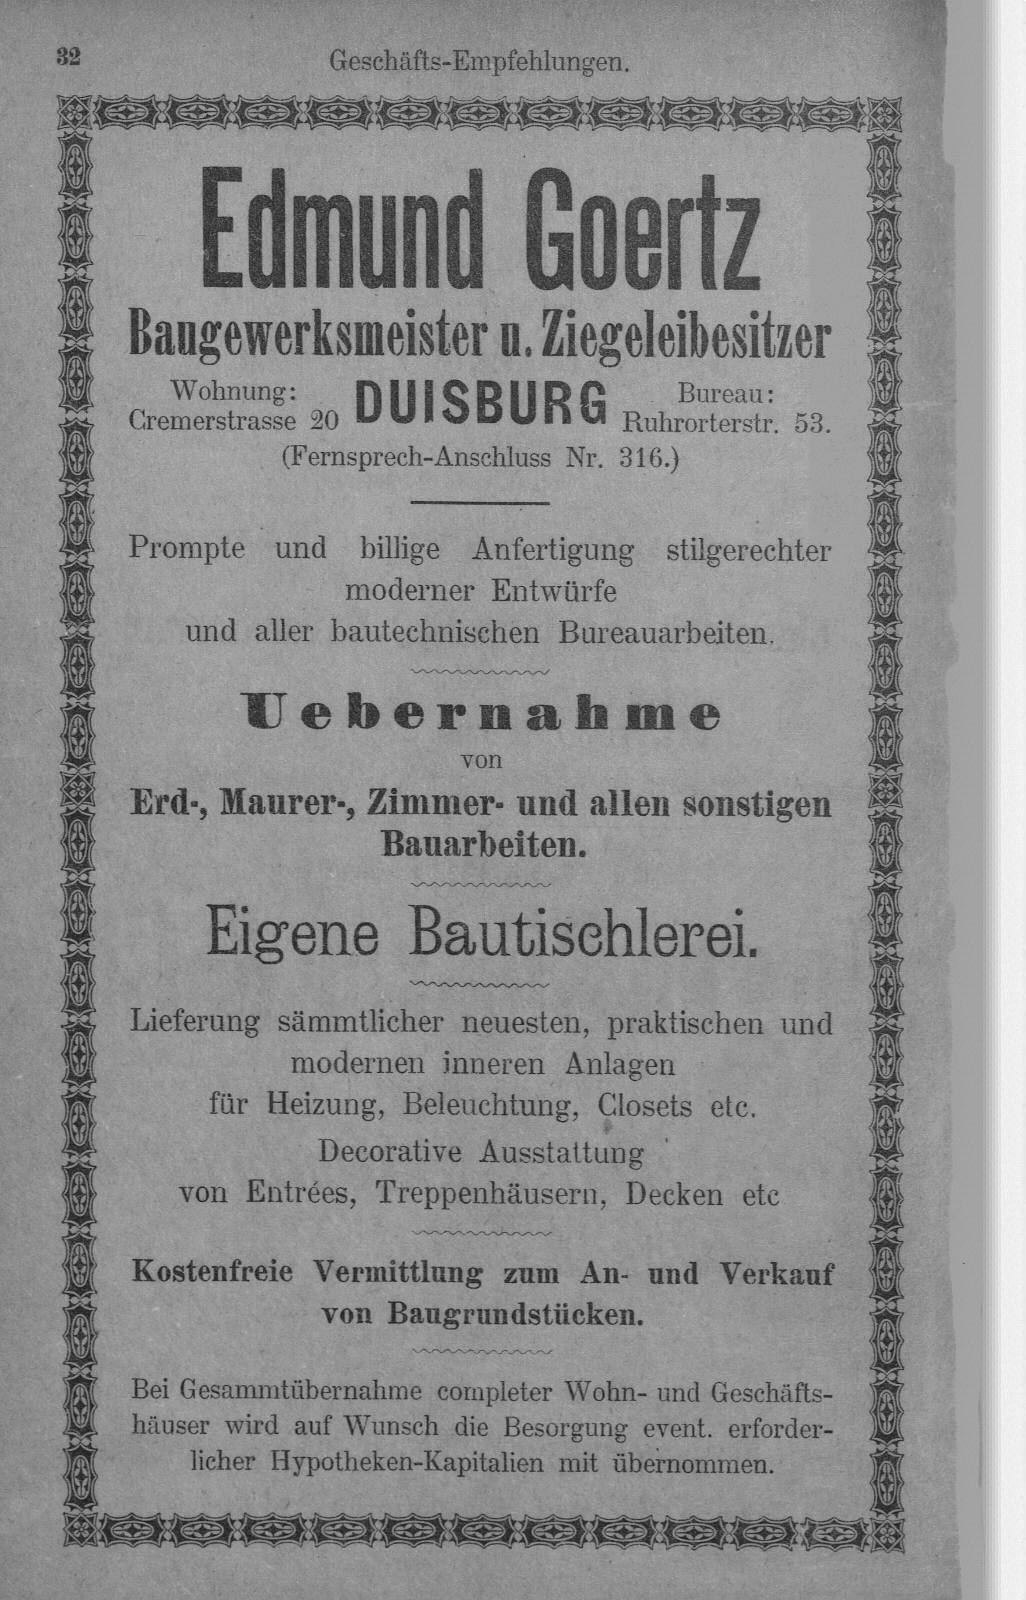 32
Geschäfts-Empfehlungen.
Edmund Goertz
Baugewerksmeister u. Ziegeleibesitzer
Wohnung: DUISBURG Bureau:
Cremerstrasse 20 Ruhrorterstr. 53.
(Fernsprech-Anschluss Nr. 316.)
Prompte und billige Anfertigung stilgerechter
moderner Entwürfe
und aller bautechnischen Bureauarbeiten.
Uebernahme
von
Erd-, Maurer-, Zimmer- und allen sonstigen
Bauarbeiten.
Eigene Bautischlerei.
Lieferung sämmtlicher neuesten, praktischen und
modernen inneren Anlagen
für Heizung, Beleuchtung, Closets etc.
Decorative Ausstattung
von Entrées, Treppenhäusern, Decken etc
Kostenfreie Vermittlung zum An- und Verkauf
von Baugrundstücken.
Bei Gesammtübernahme completer Wohn- und Geschäfts-
häuser wird auf Wunsch die Besorgung event. erforder-
licher Hypotheken-Kapitalien mit übernommen.